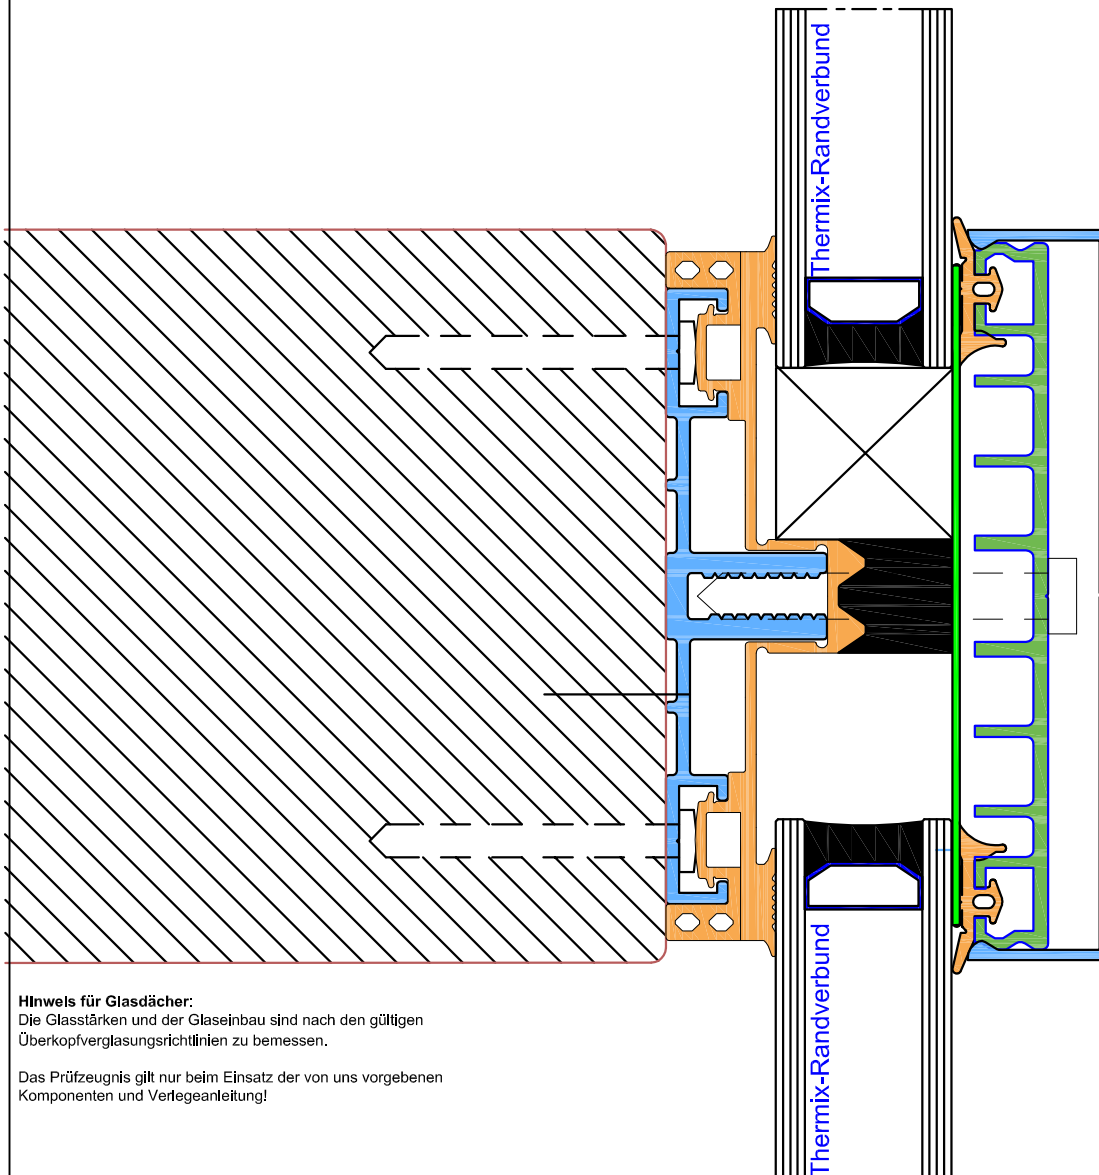 Thermix-Randverbund
Hinweis für Glasdächer:
Die Glasstärken und der Glaseinbau sind nach den gültigen
Überkopfverglasungsrichtlinien zu bemessen.
Das Prüfzeugnis gilt nur beim Einsatz der von uns vorgebenen
Komponenten und Verlegeanleitung!
Thermix-Randverbund